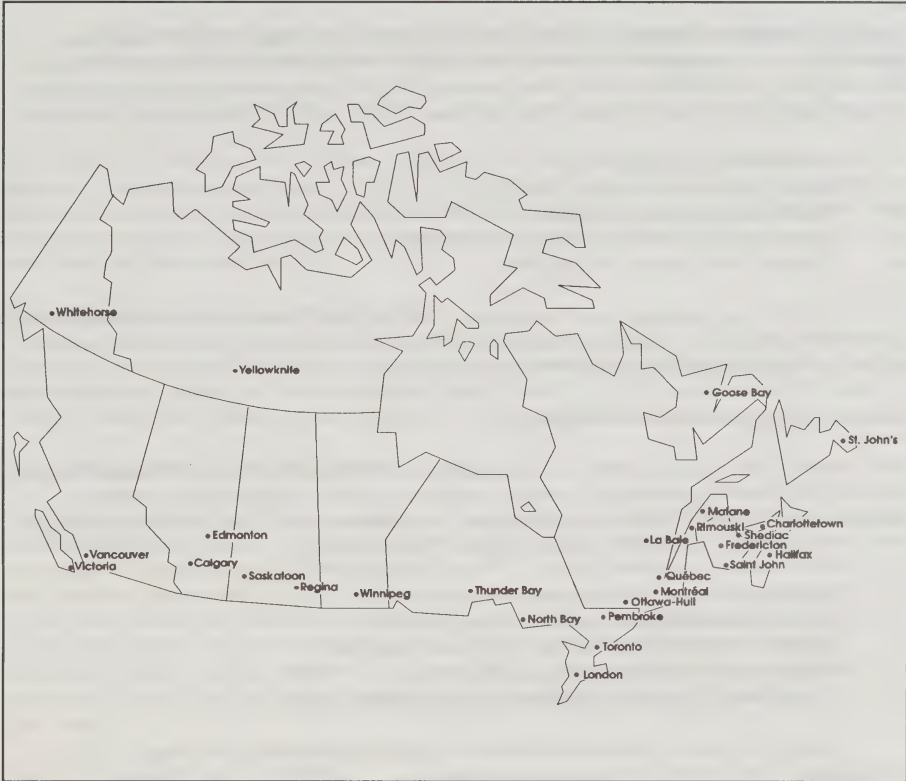 Whitehorse
Yellowknife
Goose Bay
St. John's
Matane
Rimouski
Charlottetown
Shediac
Edmonton
La Baie
Fredericton
Vancouver
Halifax
Victoria
Calgary
Saint John
Saskatoon
Québec
Regina
Thunder Bay
Montréal
Winnipeg
Ottawa-Hull
North Bay
Pembroke
Toronto
London